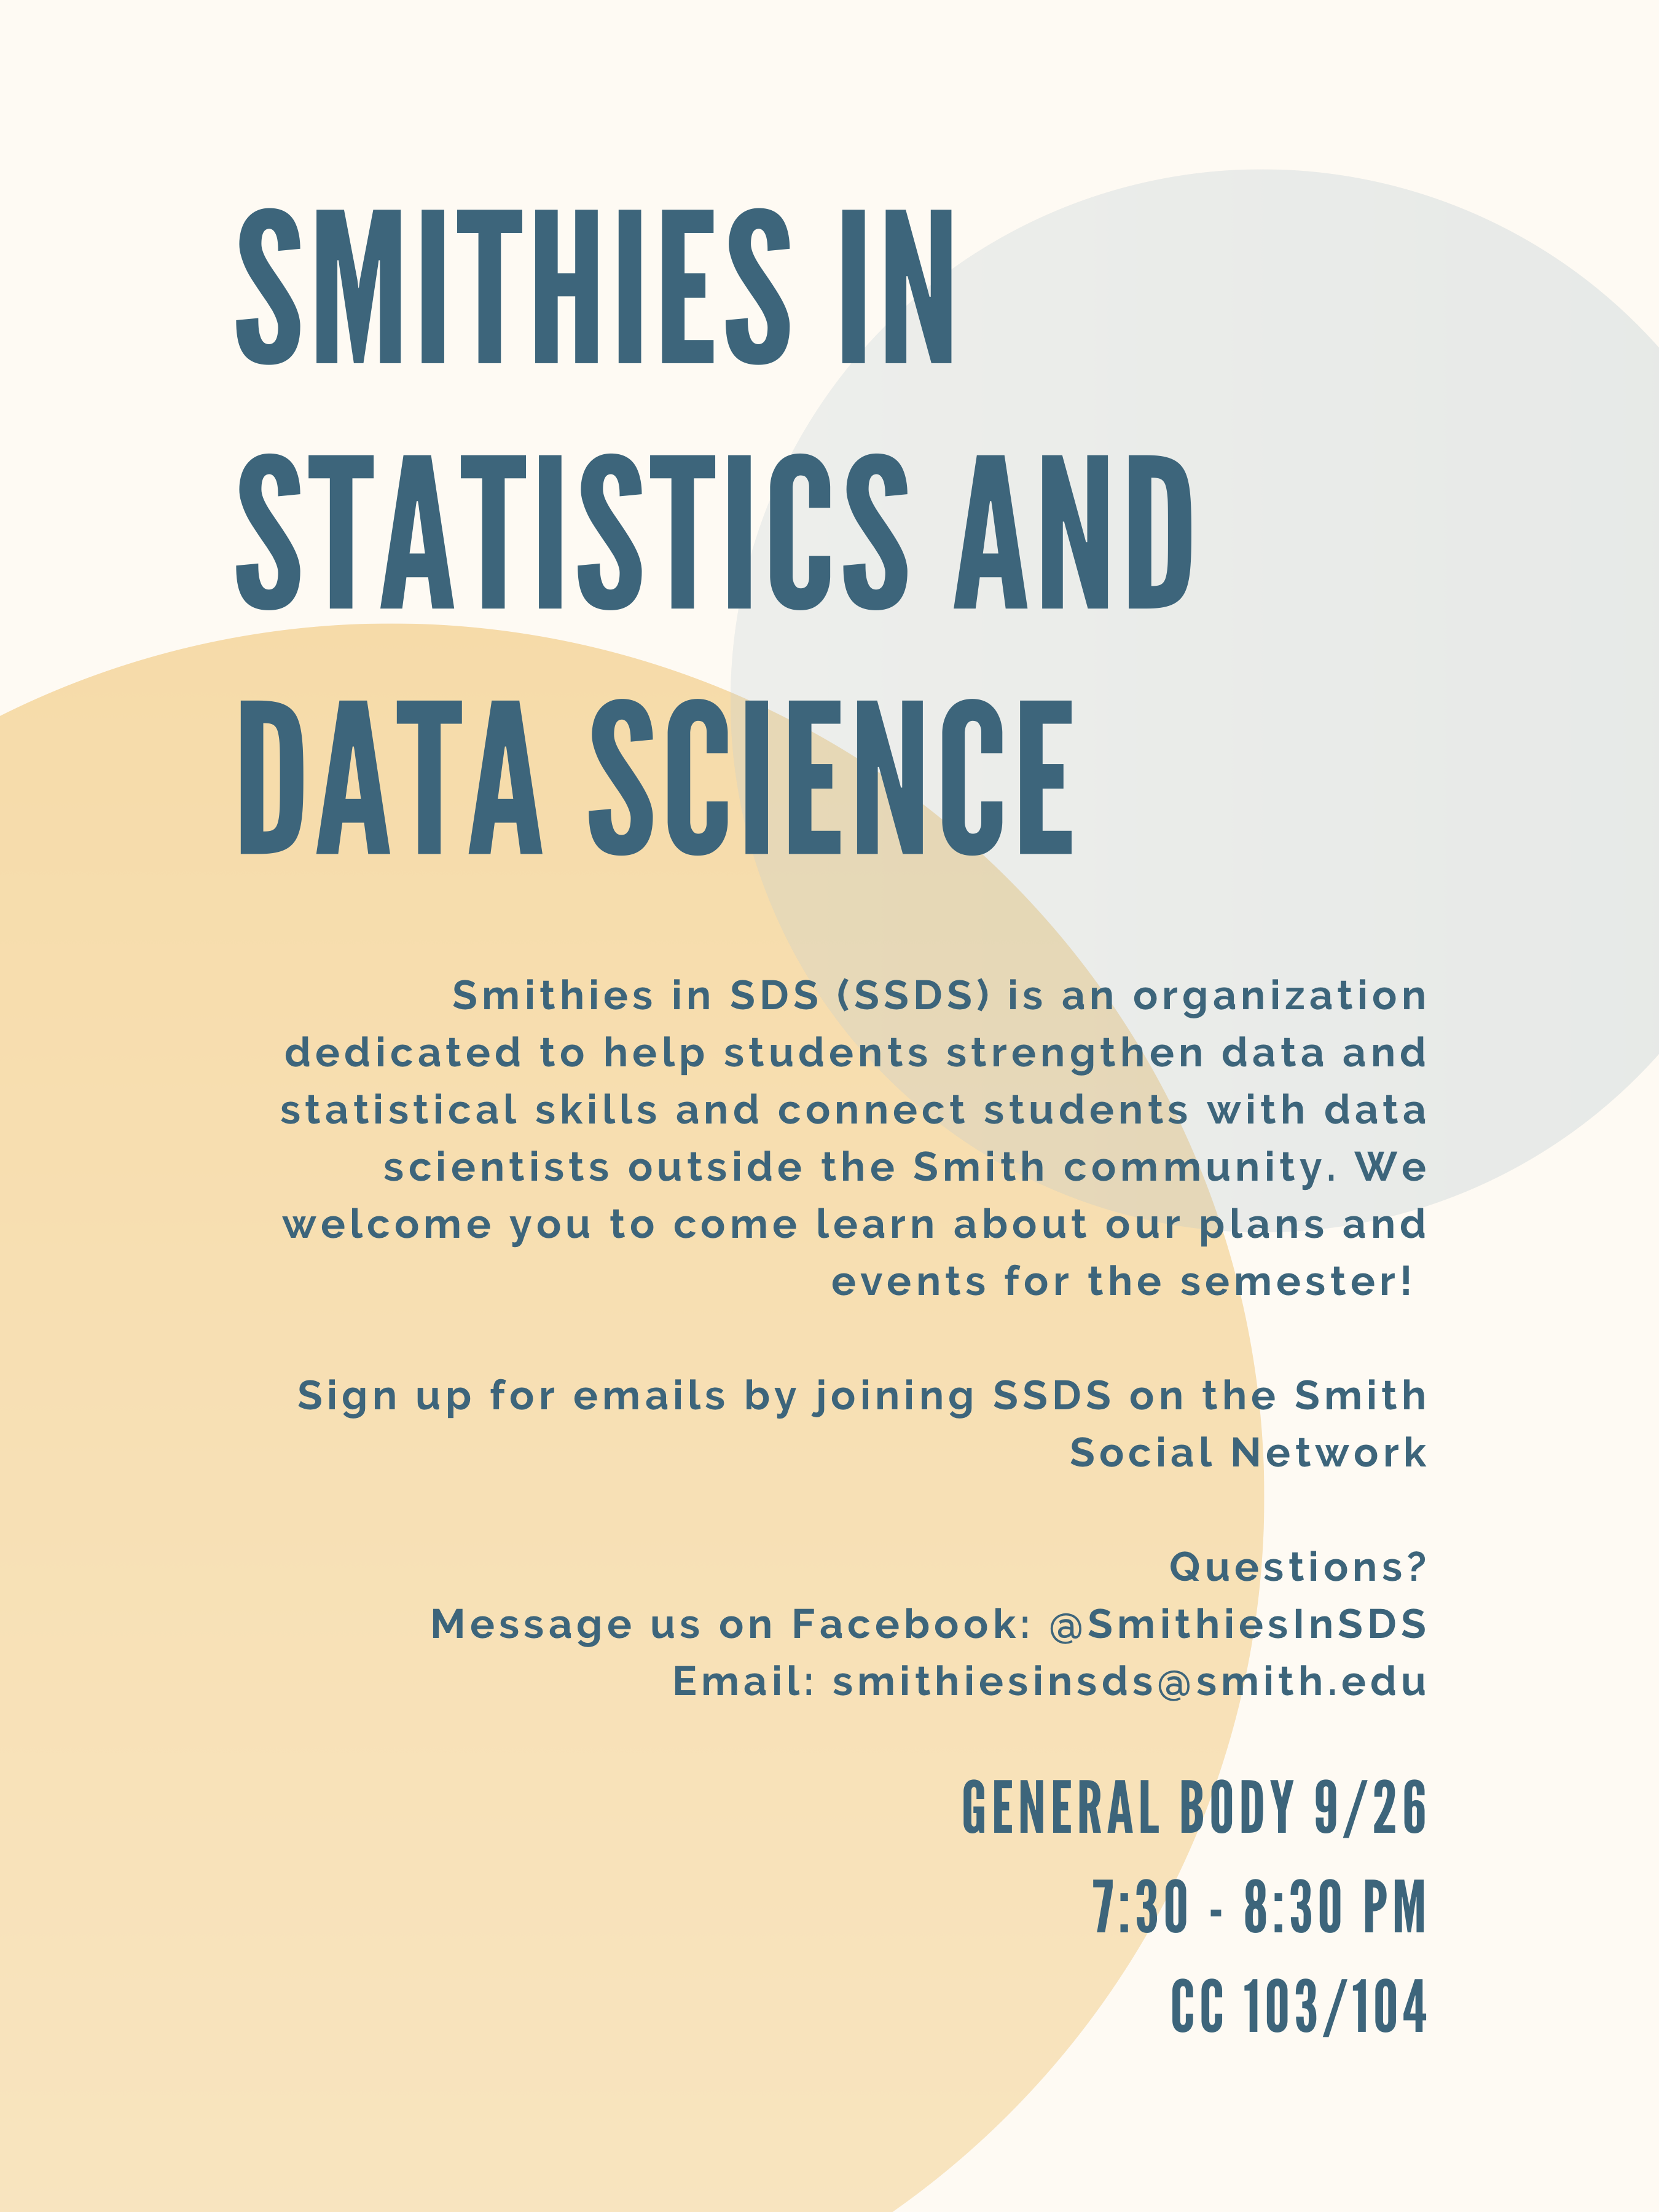 SMITHIES IN
STATISTICS AND
DATA SCIENCE
Smithies in SDS (SSDS) is an organization
dedicated to help students strengthen data and
statistical skills and connect students with data
scientists outside the Smith community. We
welcome you to come learn about our plans and
events for the semester!
Sign up for emails by joining SSDS on the Smith
Social Network
Questions?
Message us on Facebook: @SmithiesInSDS
Email: smithiesinsds@smith.edu
GENERAL BODY 9/26
7:30 - 8:30 PM
CC 103/104